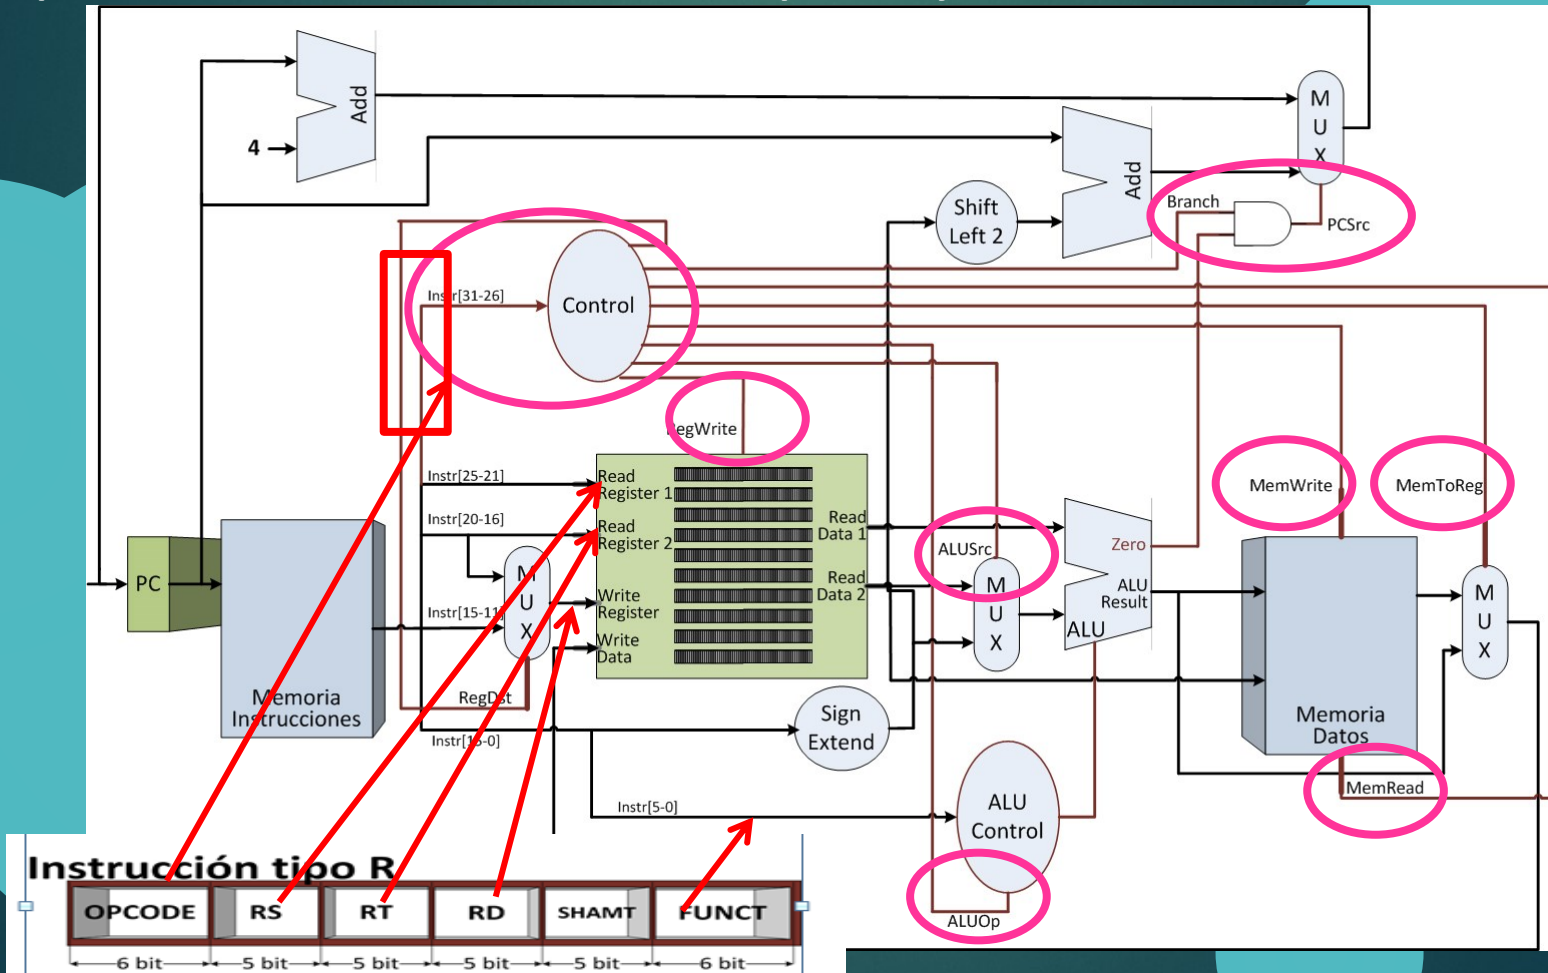 Add
4
M
U
X
Add
Shift
Left 2
Branch
PCSrc
Control
Instr[31-26]
RegWrite
Instr[25-21]
Read
Register 1
Instr[20-16]
Read
Register 2
Read
Data 1
ALUSrc
Zero
MemWrite
MemToReg
PC
M
U
X
Instr[15-11]
Write
Register
Write
Data
Read
Data 2
M
U
X
ALU
Result
ALU
M
U
X
Memoria
Instrucciones
RegDst
Instr[15-0]
Sign
Extend
Memoria
Datos
MemRead
Instr[5-0]
ALU
Control
ALUOp
Instrucción tipo R
OPCODE RS RT RD SHAMT FUNCT
6 bit 5 bit 5 bit 5 bit 5 bit 6 bit